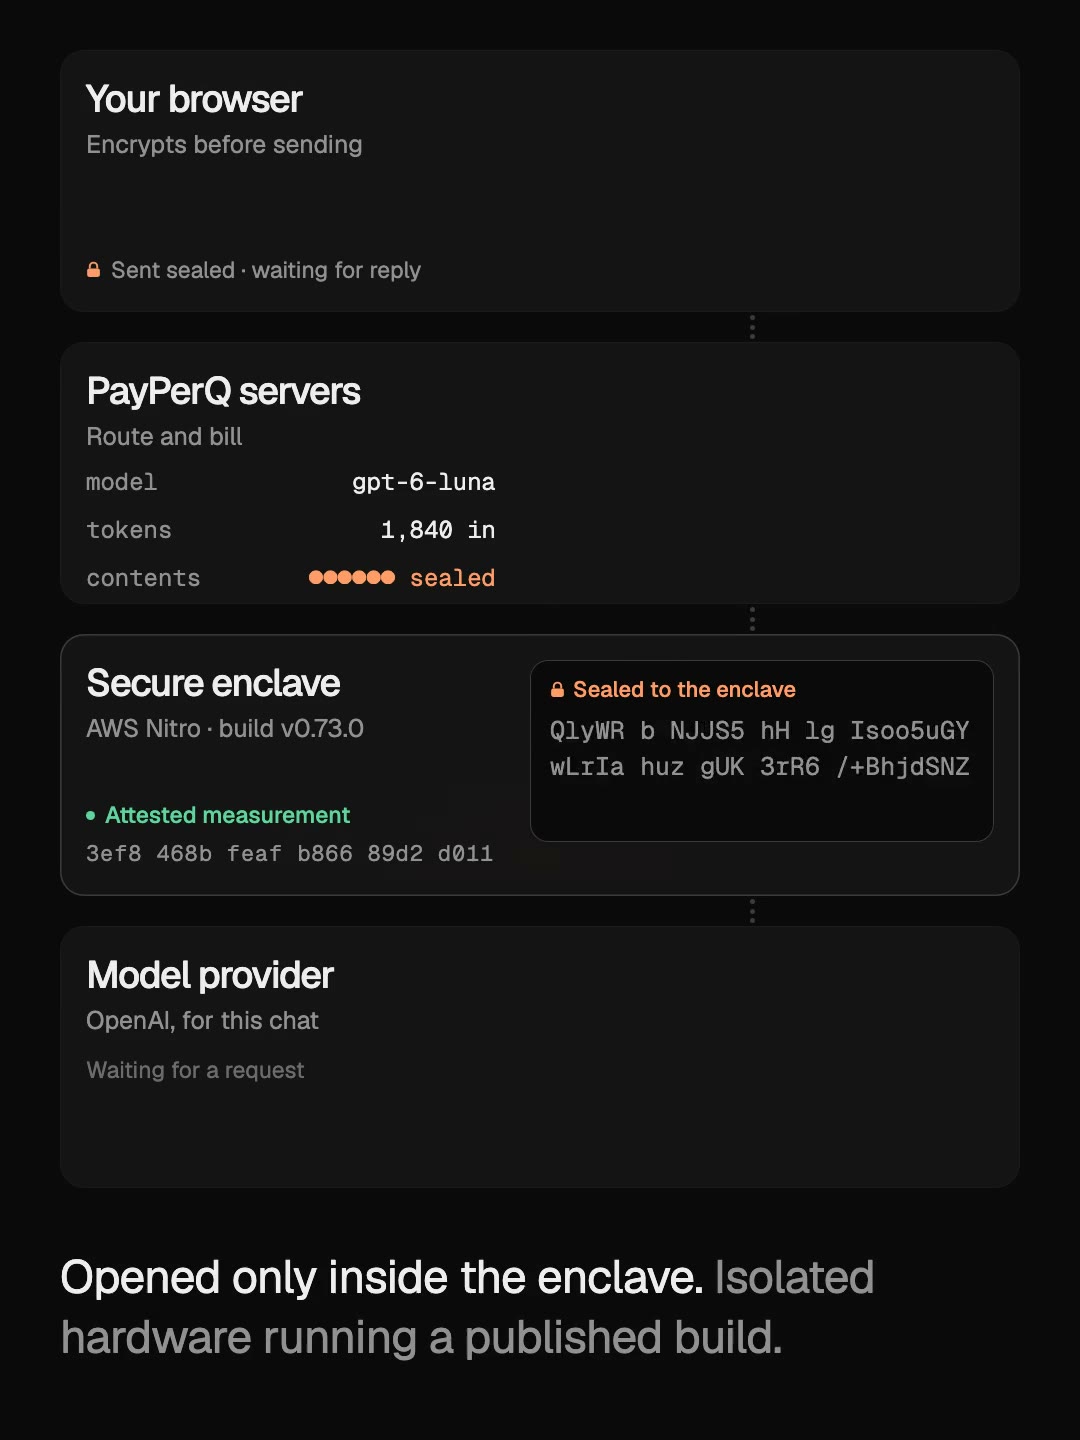 Your browser
Encrypts before sending
Sent sealed · waiting for reply
PayPerQ servers
Route and bill
model gpt-6-luna
tokens 1,840 in
contents ●●●●●● sealed
Secure enclave
AWS Nitro · build v0.73.0
• Attested measurement
3ef8 468b feaf b866 89d2 d011
Sealed to the enclave
QlyWR b NJJS5 hH lg Isoo5uGY
wLrIa huz gUK 3rR6 /+BhjdSNZ
Model provider
OpenAI, for this chat
Waiting for a request
Opened only inside the enclave. Isolated
hardware running a published build.